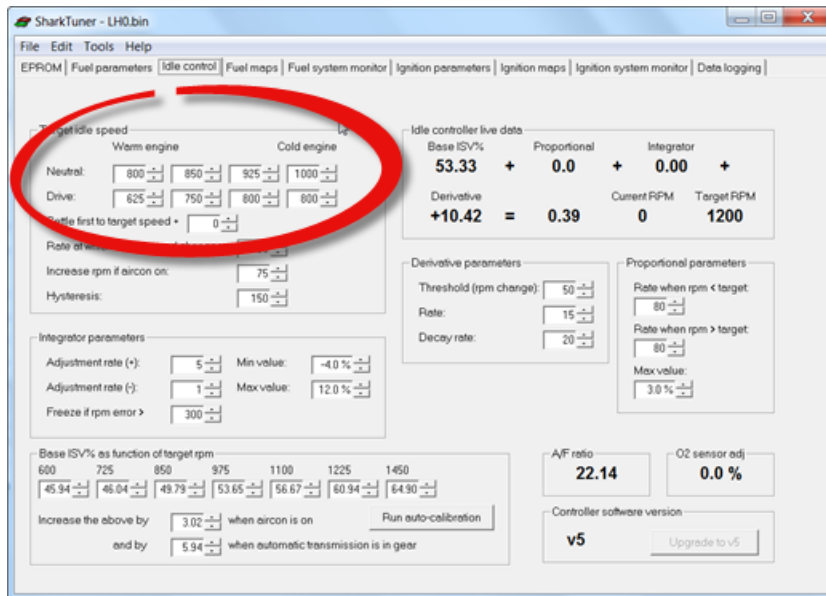 SharkTuner - LH0.bin
File Edit Tools Help
EPROM Fuel parameters Idle control Fuel maps Fuel system monitor Ignition parameters Ignition maps Ignition system monitor Data logging
Target idle speed
Warm engine Cold engine
Neutral: 800 850 925 1000
Drive: 625 750 800 800
Settle first to target speed + 0
Rate at
Increase rpm if aircon on: 75
Hysteresis: 150
Idle controller live data
Base ISV% Proportional Integrator
53.33 + 0.0 + 0.00 +
Derivative Current RPM Target RPM
+10.42 = 0.39 0 1200
Derivative parameters
Threshold (rpm change): 50
Rate: 15
Decay rate: 20
Proportional parameters
Rate when rpm < target:
80
Rate when rpm > target:
80
Max value:
3.0 %
Integrator parameters
Adjustment rate (+): 5 Min value: -4.0 %
Adjustment rate (-): 1 Max value: 12.0 %
Freeze if rpm error > 300
Base ISV% as function of target rpm
600 725 850 975 1100 1225 1450
45.94 46.04 49.79 53.65 56.67 60.94 64.90
Increase the above by 3.02 when aircon is on Run auto-calibration
and by 5.94 when automatic transmission is in gear
A/F ratio
22.14
O2 sensor adj
0.0 %
Controller software version
v5 Upgrade to v5